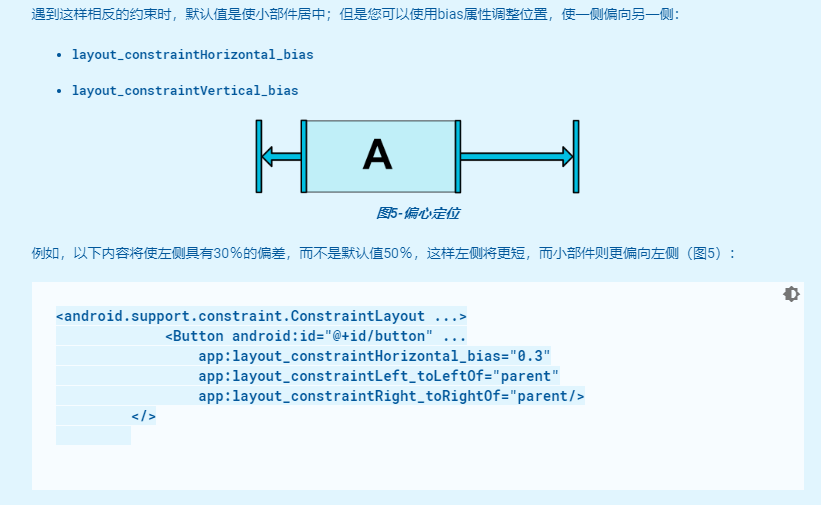 遇到这样相反的约束时，默认值是使小部件居中；但是您可以使用bias属性调整位置，使一侧偏向另一侧：
• layout_constraintHorizontal_bias
• layout_constraintVertical_bias
A
图5-偏心定位
例如，以下内容将使左侧具有30％的偏差，而不是默认值50％，这样左侧将更短，而小部件则更偏向左侧（图5）：
<android.support.constraint.ConstraintLayout ...>
<Button android:id="@+id/button" ...
app:layout_constraintHorizontal_bias="0.3"
app:layout_constraintLeft_toLeftOf="parent"
app:layout_constraintRight_toRightOf="parent/>
</>